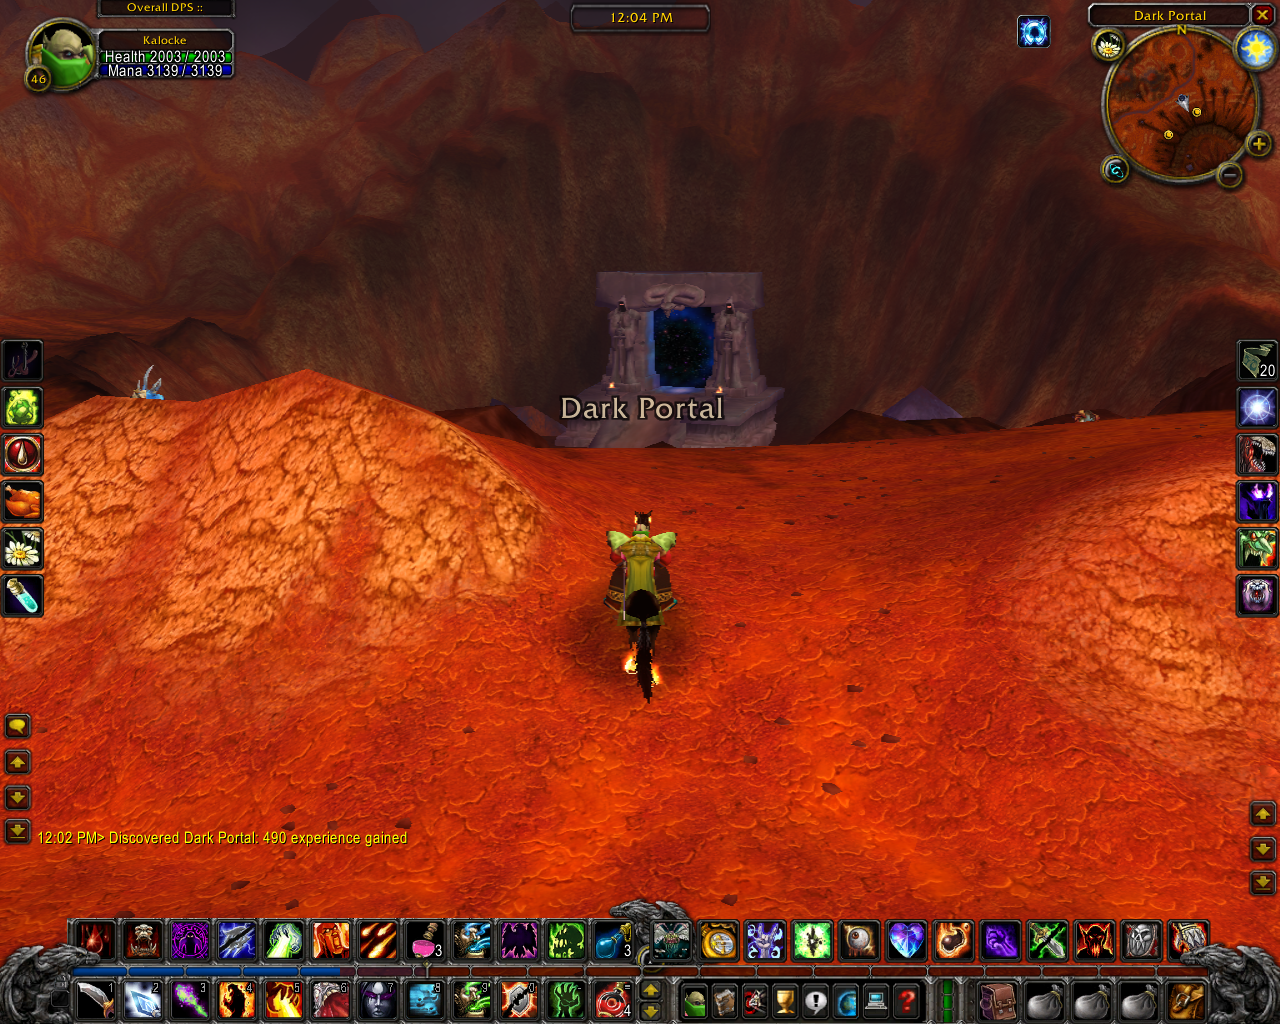 Overall DPS ::
12:04 PM
Dark Portal
N
Kalocke
Health 2003 / 2003
Mana 3139 / 3139
46
20
Dark Portal
12:02 PM> Discovered Dark Portal: 490 experience gained
3
3
1
2
3
4
5
6
7
8
9
0
=
4